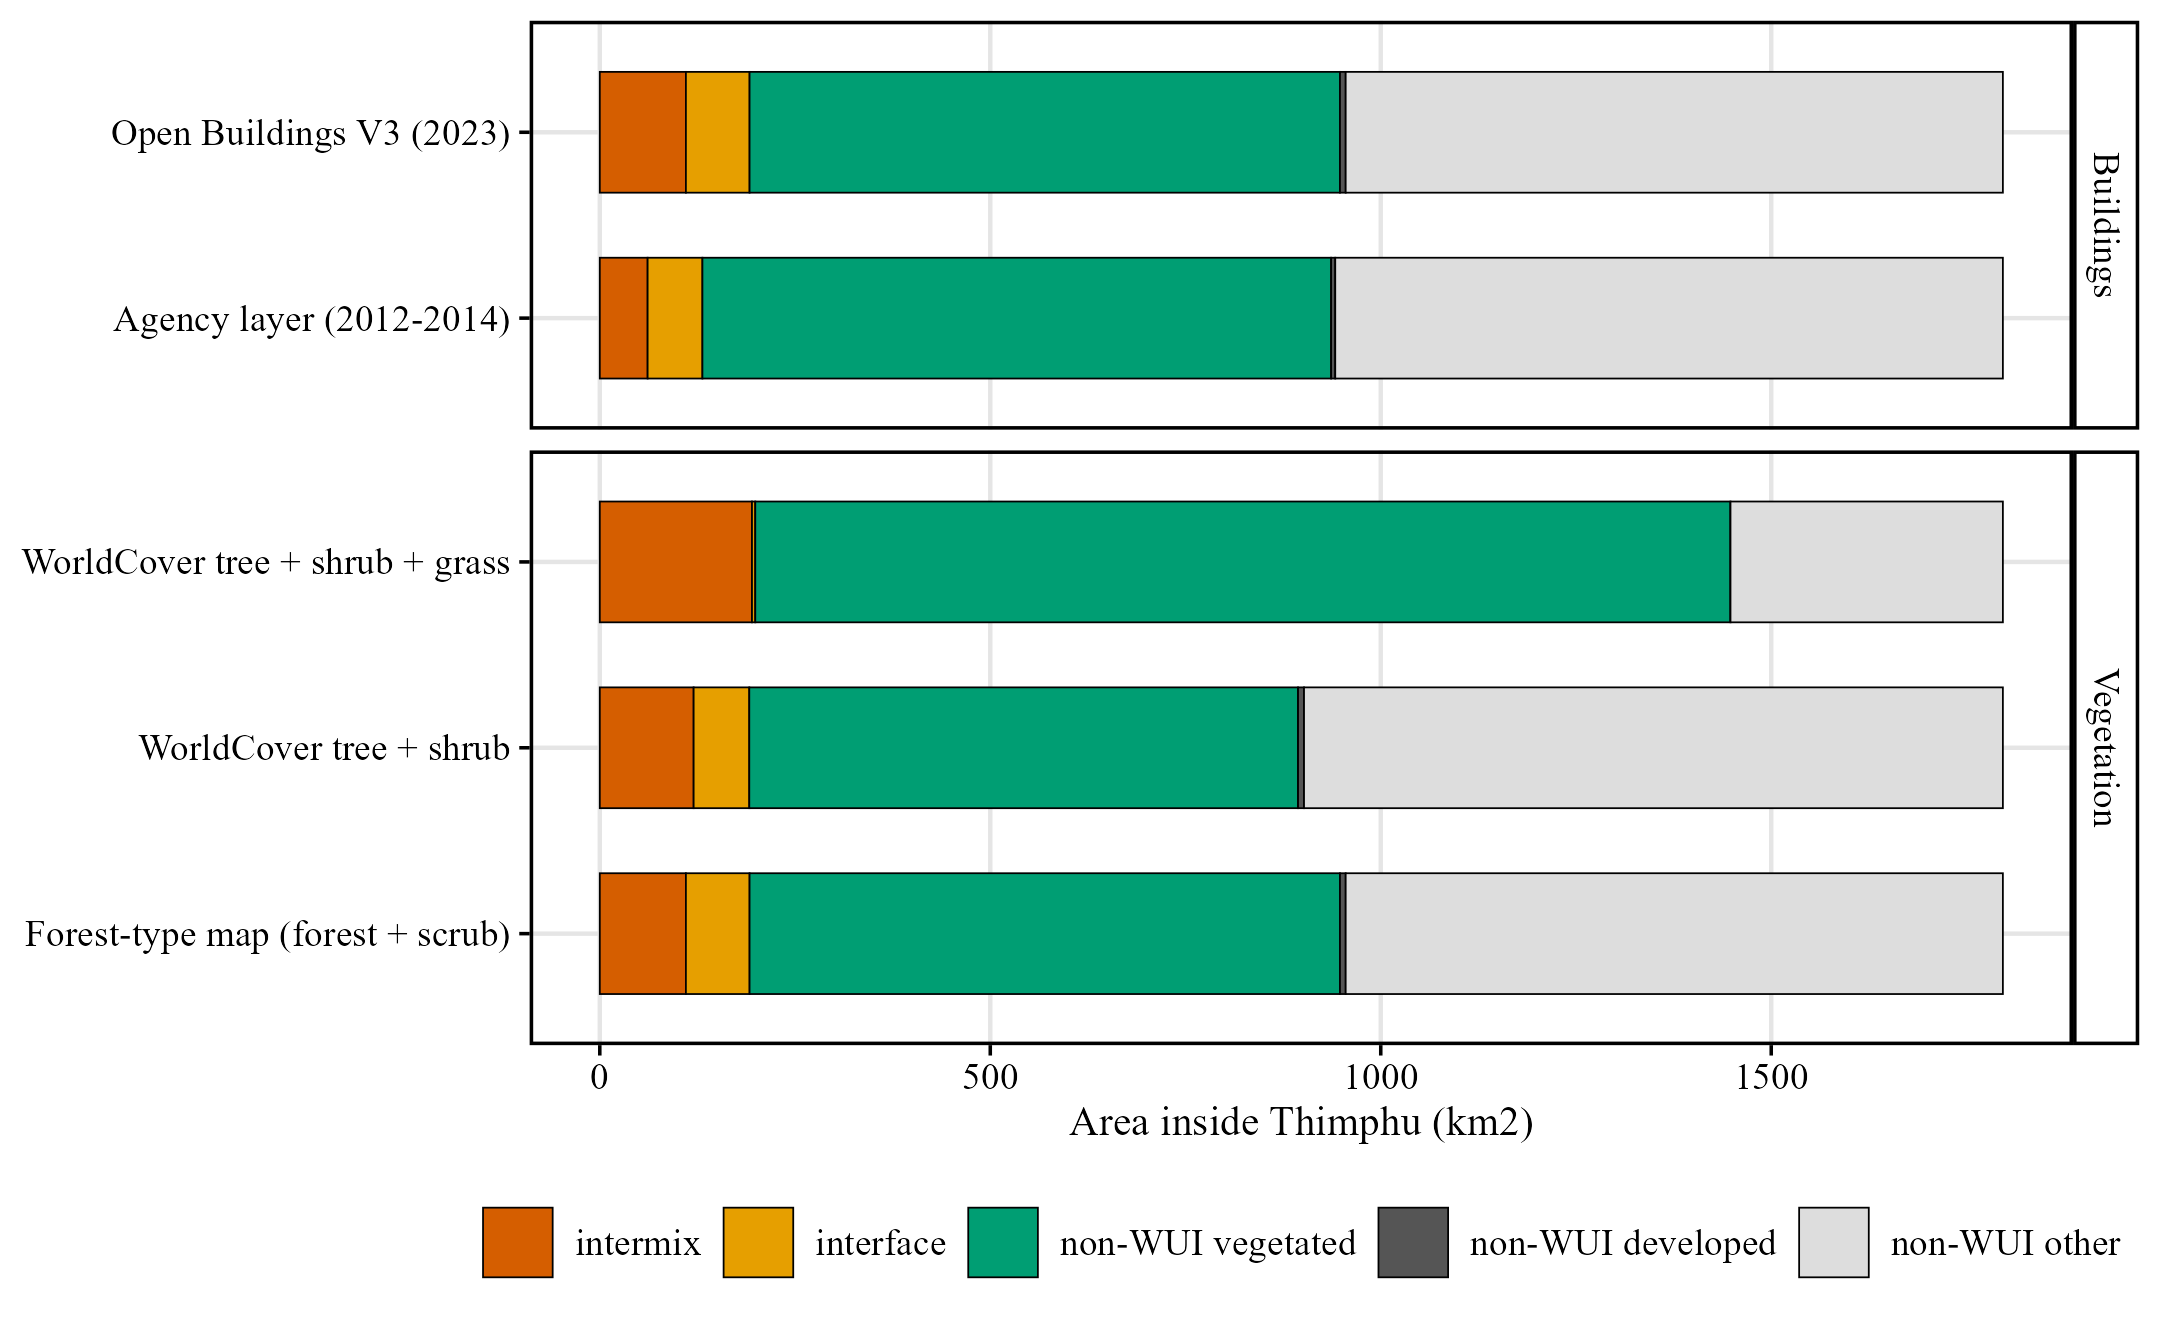 Open Buildings V3 (2023)
Agency layer (2012-2014)
Buildings
WorldCover tree + shrub + grass
WorldCover tree + shrub
Forest-type map (forest + scrub)
Vegetation
0 500 1000 1500
Area inside Thimphu (km2)
intermix interface non-WUI vegetated non-WUI developed non-WUI other